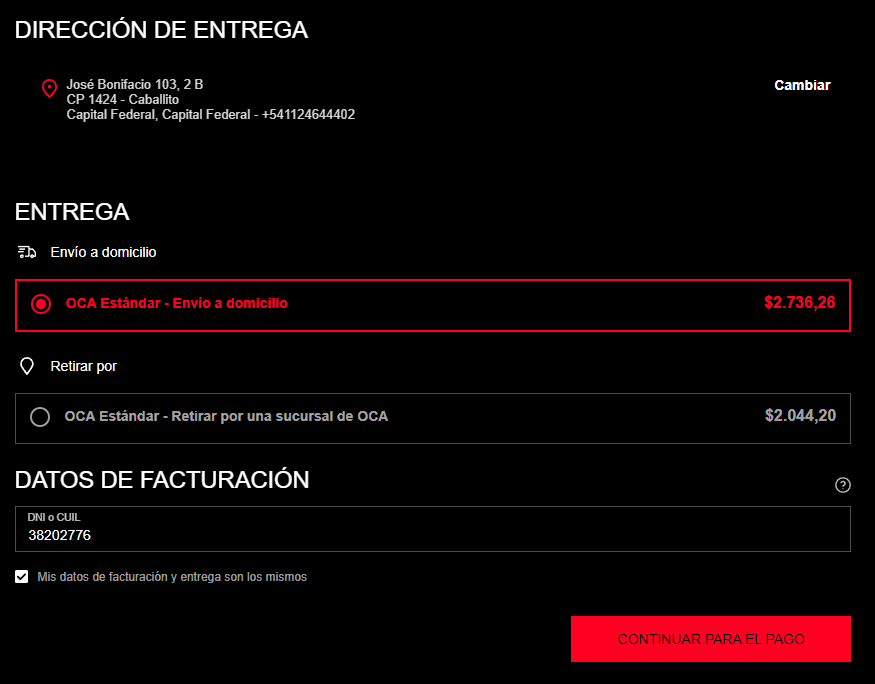 DIRECCIÓN DE ENTREGA
José Bonifacio 103, 2 B
Cambiar
CP 1424 - Caballito
Capital Federal, Capital Federal - +541124644402
ENTREGA
Envío a domicilio
OCA Estándar - Envio a domicilio
$2.736,26
Retirar por
OCA Estándar - Retirar por una sucursal de OCA
$2.044,20
DATOS DE FACTURACIÓN
?
DNI o CUIL
38202776
Mis datos de facturación y entrega son los mismos
CONTINUAR PARA EL PAGO